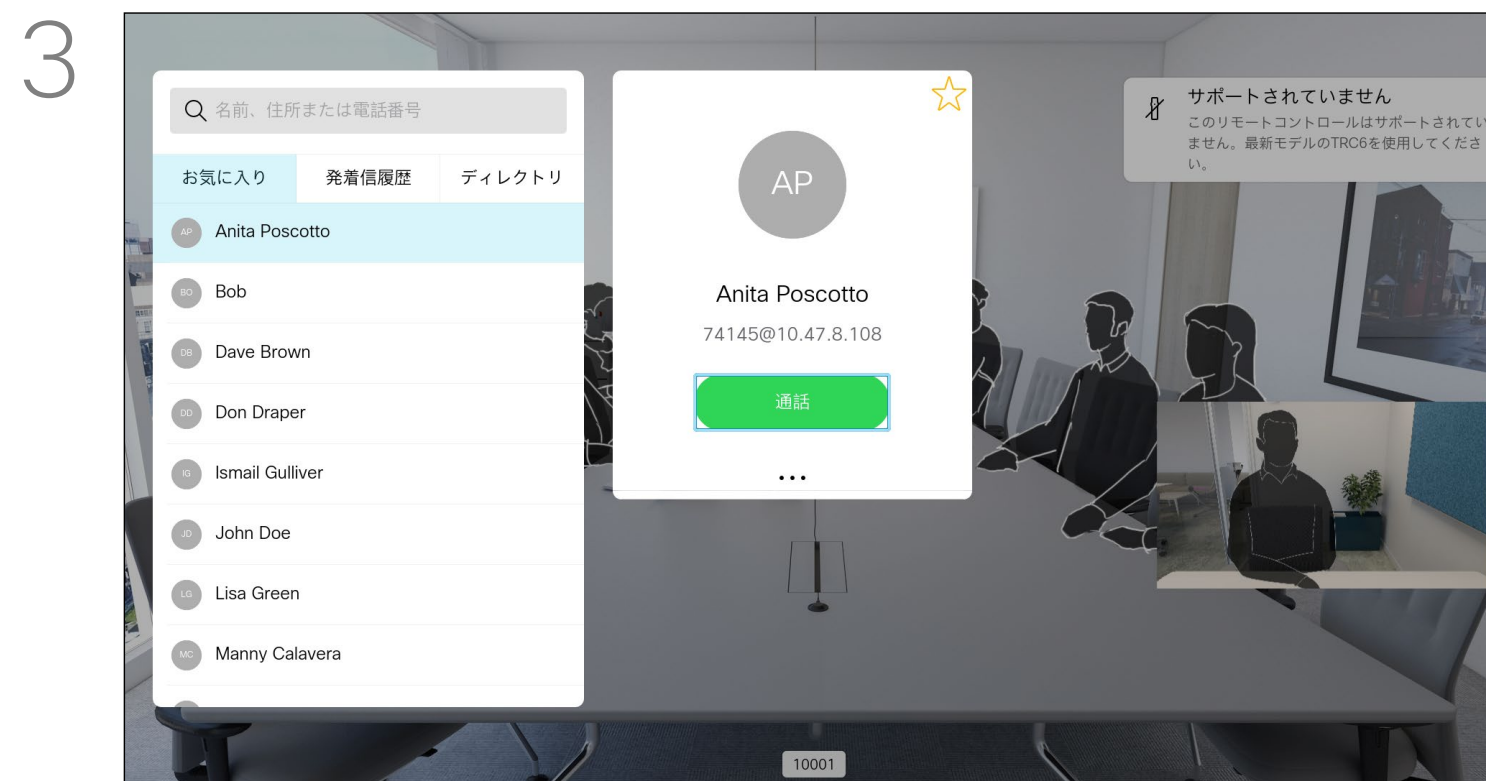 3
名前、住所または電話番号
お気に入り 発着信履歴 ディレクトリ
AP Anita Poscotto
BO Bob
DB Dave Brown
DD Don Draper
IG Ismail Gulliver
JD John Doe
LG Lisa Green
MC Manny Calavera
AP
Anita Poscotto
74145@10.47.8.108
通話
...
サポートされていません
このリモートコントロールはサポートされてい
ません。最新モデルのTRC6を使用してくださ
い。
10001